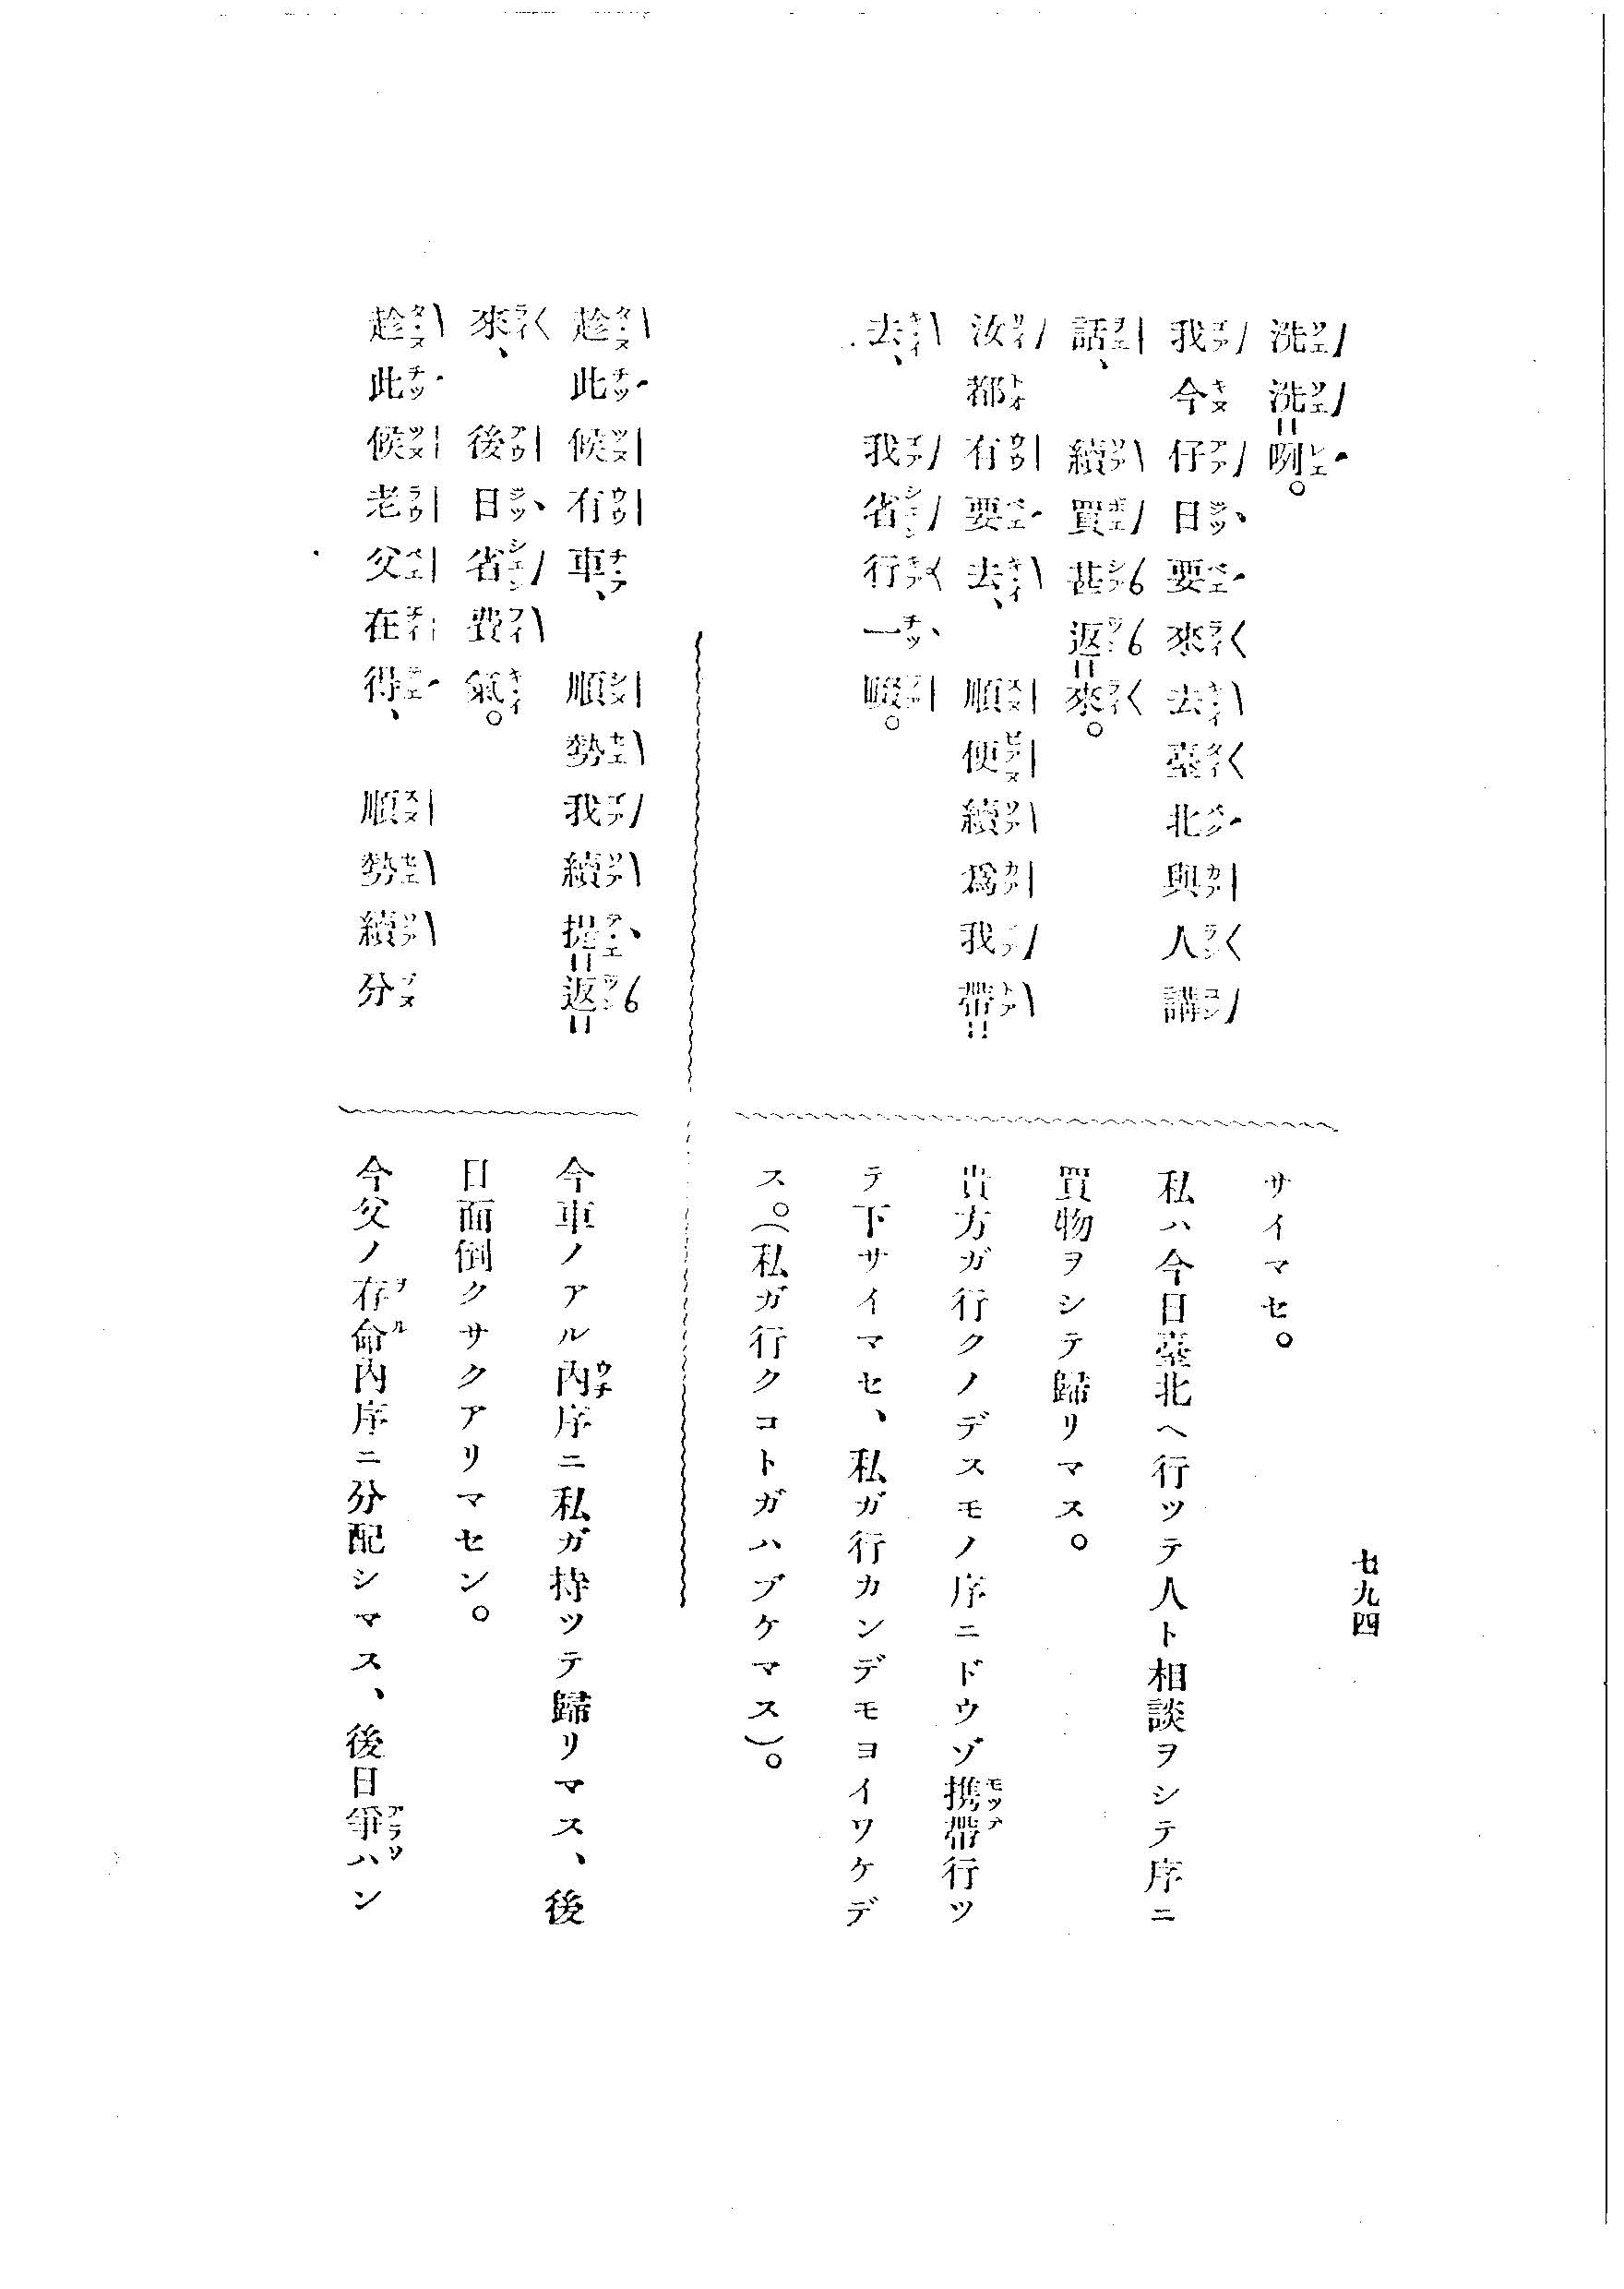 七九四
洗洗咧。
我今仔日要來去臺北與人講
話、續買甚返來。
汝都有要去、順便續爲我帶
去、我省行一畷。
サイマセ。
私ハ今日臺北ヘ行ツテ人ト相談ヲシテ序ニ
買物ヲシテ歸リマス。
貴方ガ行クノデスモノ序ニドウゾ携帶行ツ
テ下サイマセ、私ガ行カンデモヨイワケデ
ス。(私ガ行クコトガハブケマス)。
趁此候有車、順勢我續提返
來、後日省費氣。
趁此候老父在得、順勢續分
今車ノアル內序ニ私ガ持ツテ歸リマス、後
日面倒クサクアリマセン。
今父ノ存命內序ニ分配シマス、後日爭ハン